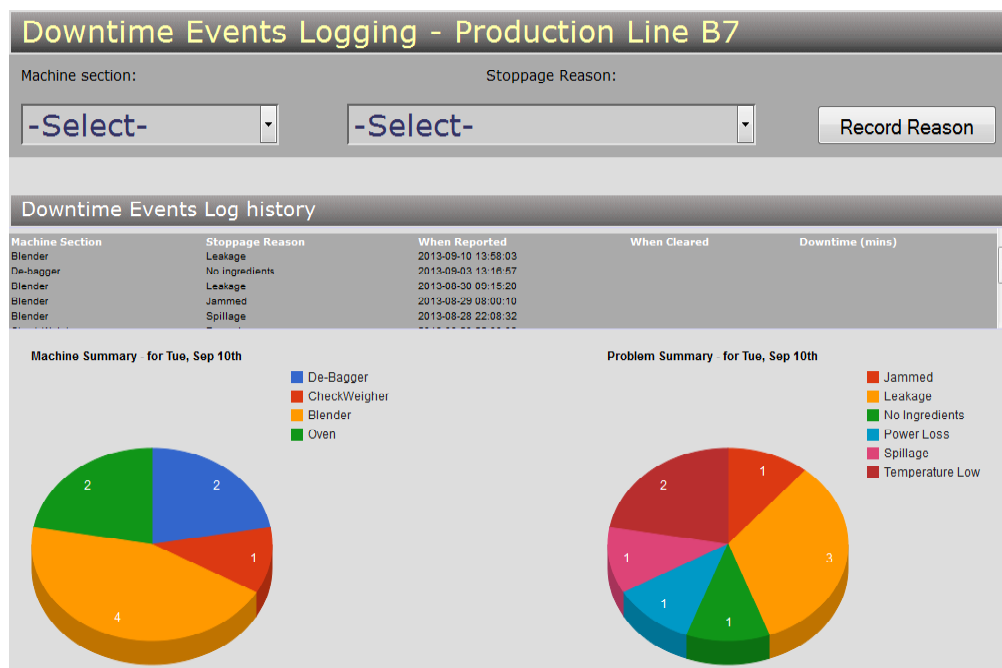 Downtime Events Logging - Production Line B7
Machine section: Stoppage Reason:
-Select- -Select- Record Reason
Downtime Events Log history
Machine Section Stoppage Reason When Reported When Cleared Downtime (mins)
Blender Leakage 2013-09-10 13:58:03
De-bagger No ingredients 2013-09-03 13:16:57
Blender Leakage 2013-08-30 09:15:20
Blender Jammed 2013-08-29 08:00:10
Blender Spillage 2013-08-28 22:08:32
Machine Summary - for Tue, Sep 10th
De-Bagger
CheckWeigher
Blender
Oven
2 2
1
4
Problem Summary - for Tue, Sep 10th
Jammed
Leakage
No Ingredients
Power Loss
Spillage
Temperature Low
2 1
1 3
1
1